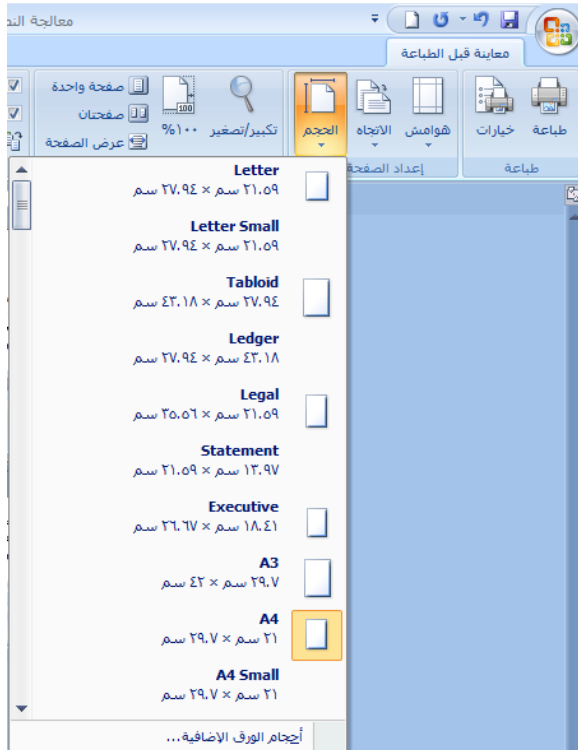 معالجة
معاينة قبل الطباعة
طباعة
خيارات
هوامش
الاتجاه
الحجم
تكبير/تصغير
١٠٠%
صفحة واحدة
صفحتان
عرض الصفحة
طباعة
إعداد الصفحة
Letter
٢١.٥٩ سم × ٢٧.٩٤ سم
Letter Small
٢١.٥٩ سم × ٢٧.٩٤ سم
Tabloid
٢٧.٩٤ سم × ٤٣.١٨ سم
Ledger
٤٣.١٨ سم × ٢٧.٩٤ سم
Legal
٢١.٥٩ سم × ٣٥.٥٦ سم
Statement
١٣.٩٧ سم × ٢١.٥٩ سم
Executive
١٨.٤١ سم × ٢٦.٦٧ سم
A3
٢٩.٧ سم × ٤٢ سم
A4
٢١ سم × ٢٩.٧ سم
A4 Small
٢١ سم × ٢٩.٧ سم
أحجام الورق الإضافية...